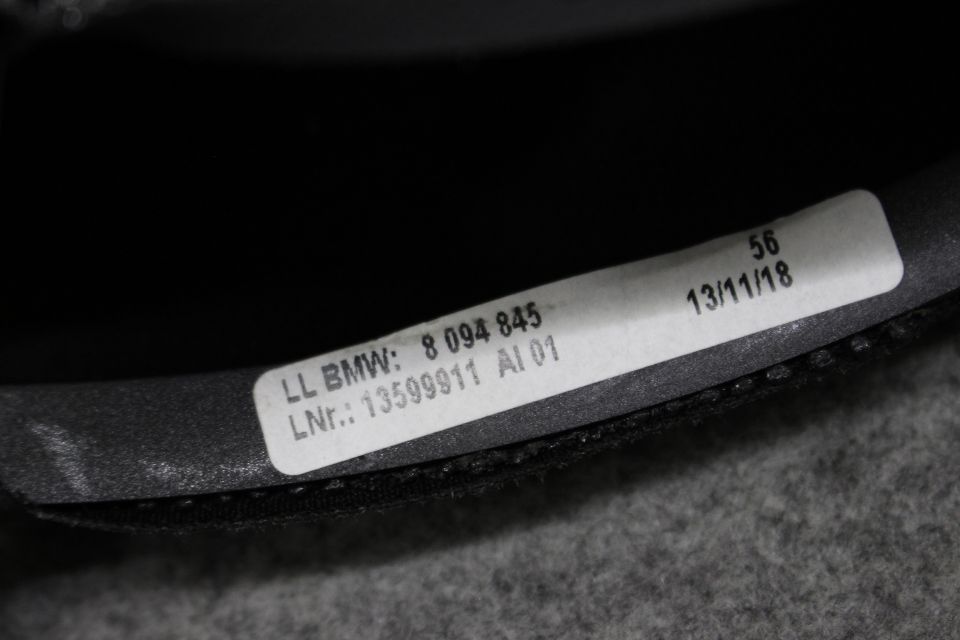 56
LL BMW: 8 094 845 13/11/18
LNr.: 13599911 AI 01